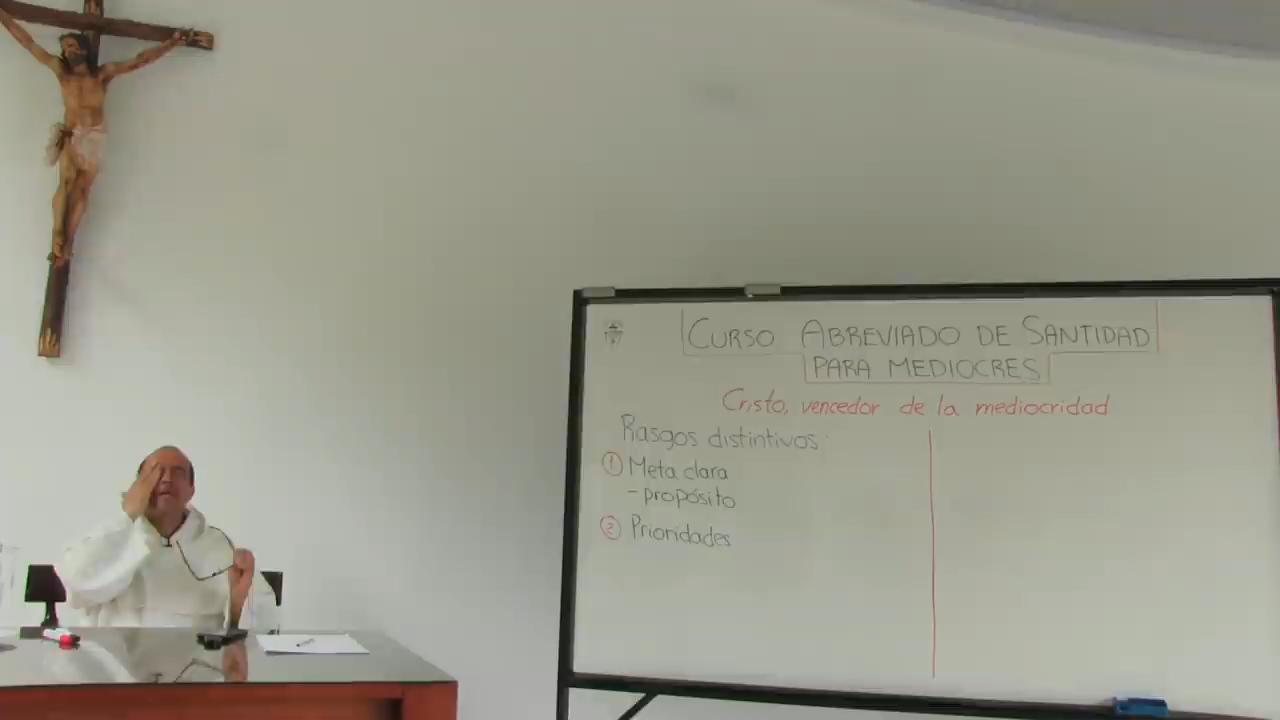 CURSO ABREVIADO DE SANTIDAD
PARA MEDIOCRES
Cristo, vencedor de la mediocridad
Rasgos distintivos:
① Meta clara
- propósito
② Prioridades